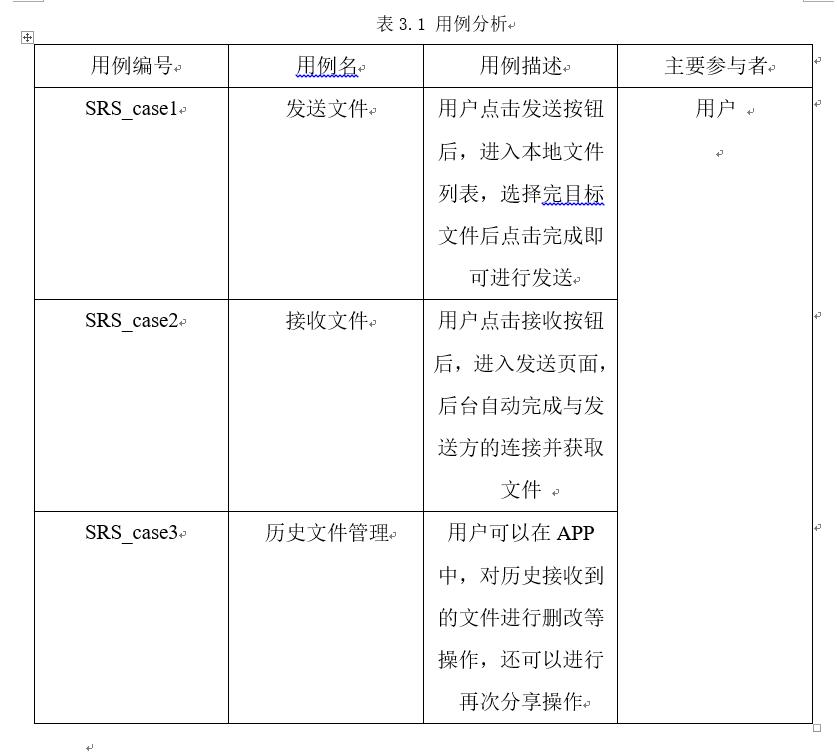 表 3.1 用例分析
用例编号
用例名
用例描述
主要参与者
SRS_case1
发送文件
用户点击发送按钮
后，进入本地文件
列表，选择完目标
文件后点击完成即
可进行发送
用户
SRS_case2
接收文件
用户点击接收按钮
后，进入发送页面，
后台自动完成与发
送方的连接并获取
文件
SRS_case3
历史文件管理
用户可以在 APP
中，对历史接收到
的文件进行删改等
操作，还可以进行
再次分享操作